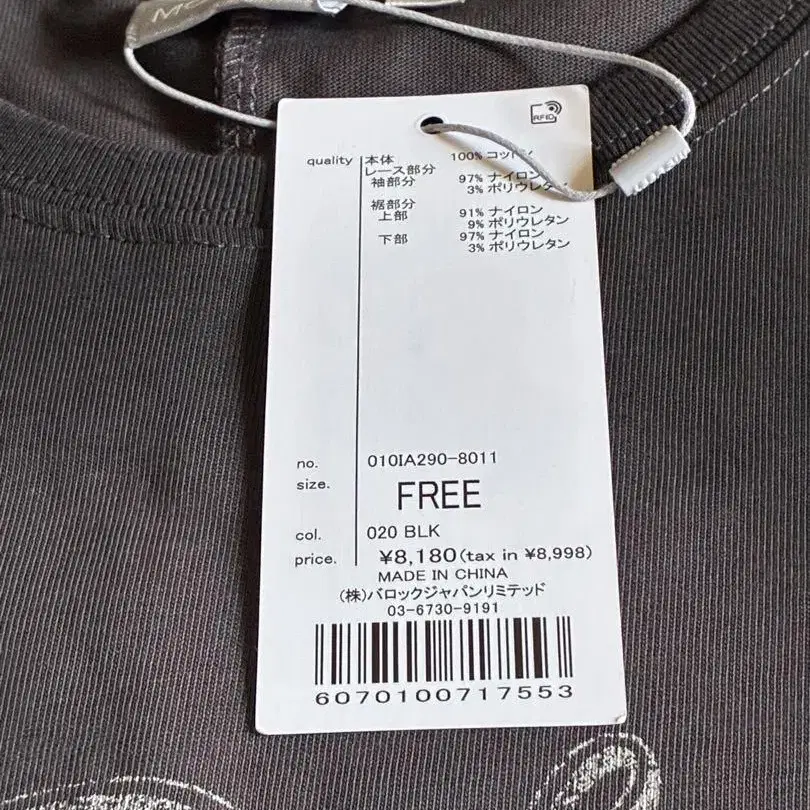 RFID
quality 本体 100% コットン
レース部分
袖部分 97% ナイロン
3% ポリウレ
裾部分
上部 91% ナイロン
9% ポリウレタン
下部 97% ナイロン
3% ポリウレタン
no. 010IA290-8011
size. FREE
col. 020 BLK
price. ¥8,180(tax in ¥8,998)
MADE IN CHINA
(株)バロックジャパンリミテッド
03-6730-9191
6070100717553